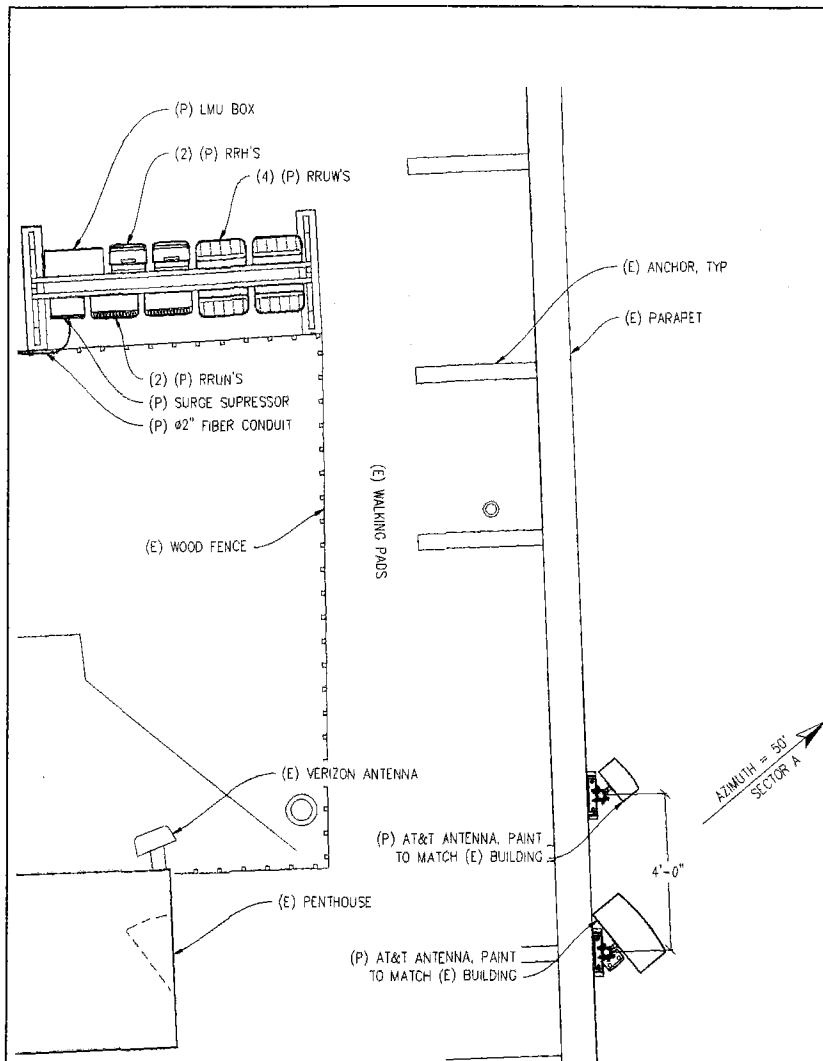 (P) LMU BOX
(2) (P) RRH'S
(4) (P) RRUW'S
(E) ANCHOR, TYP
(E) PARAPET
(2) (P) RRUN'S
(P) SURGE SUPRESSOR
(P) ø2" FIBER CONDUIT
(E) WALKING PADS
(E) WOOD FENCE
AZIMUTH = 50'
SECTOR A
(E) VERIZON ANTENNA
(P) AT&T ANTENNA, PAINT
TO MATCH (E) BUILDING
4'-0"
(E) PENTHOUSE
(P) AT&T ANTENNA, PAINT
TO MATCH (E) BUILDING